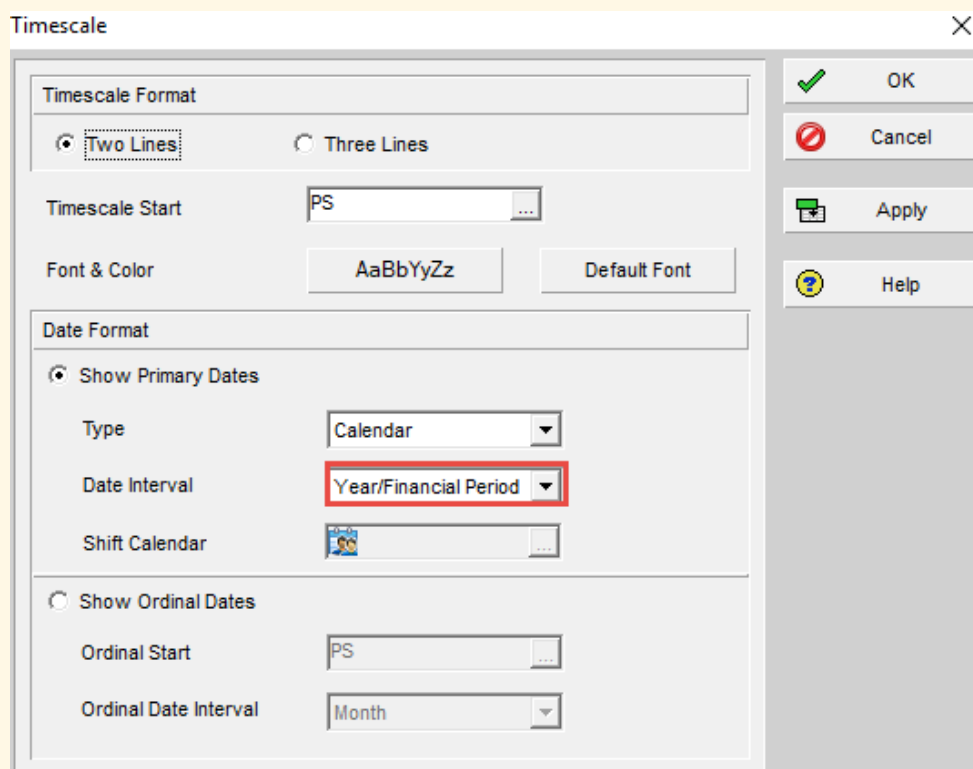 Timescale
Timescale Format
Two Lines Three Lines
Timescale Start PS ...
Font & Color AaBbYyZz Default Font
Date Format
Show Primary Dates
Type Calendar
Date Interval Year/Financial Period
Shift Calendar ...
Show Ordinal Dates
Ordinal Start PS ...
Ordinal Date Interval Month
OK
Cancel
Apply
? Help